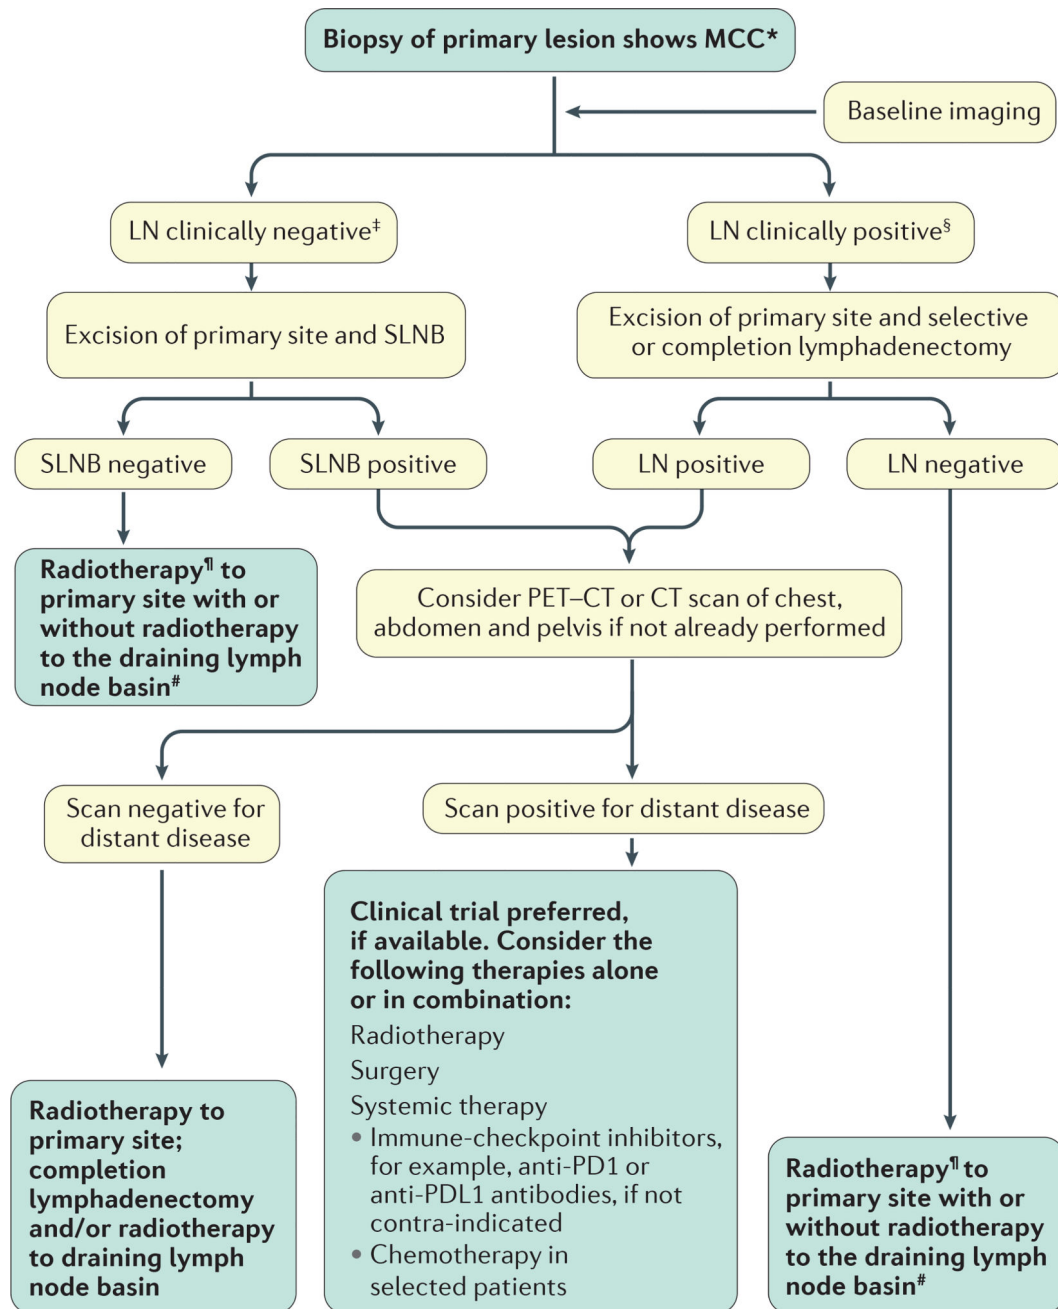 Biopsy of primary lesion shows MCC*
Baseline imaging
LN clinically negative‡
LN clinically positive§
Excision of primary site and SLNB
Excision of primary site and selective
or completion lymphadenectomy
SLNB negative
SLNB positive
LN positive
LN negative
Radiotherapy¶ to
primary site with or
without radiotherapy
to the draining lymph
node basin#
Consider PET–CT or CT scan of chest,
abdomen and pelvis if not already performed
Scan negative for
distant disease
Scan positive for distant disease
Clinical trial preferred,
if available. Consider the
following therapies alone
or in combination:
Radiotherapy
Surgery
Systemic therapy
• Immune-checkpoint inhibitors,
for example, anti-PD1 or
anti-PDL1 antibodies, if not
contra-indicated
• Chemotherapy in
selected patients
Radiotherapy to
primary site;
completion
lymphadenectomy
and/or radiotherapy
to draining lymph
node basin
Radiotherapy¶ to
primary site with or
without radiotherapy
to the draining lymph
node basin#